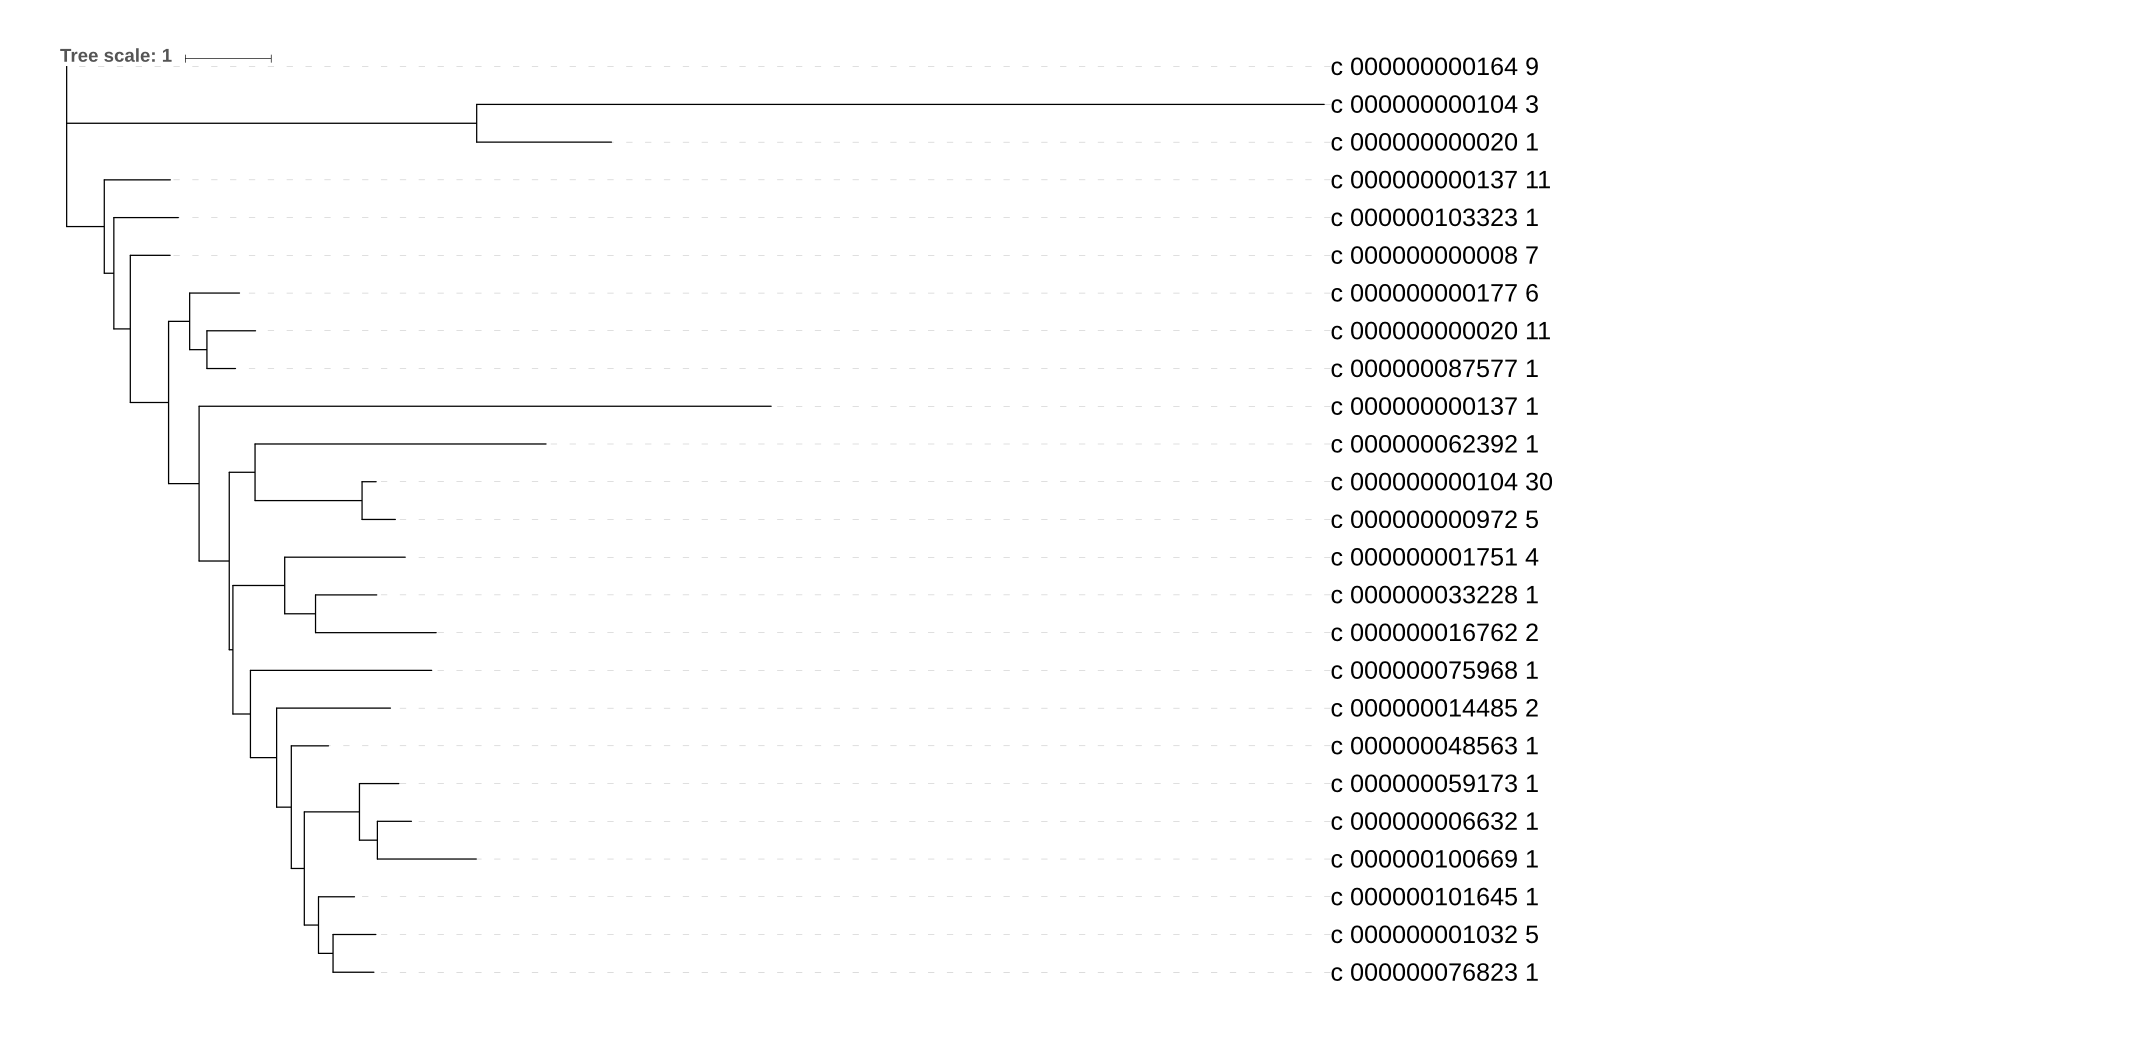 Tree scale: 1
c 000000000164 9
c 000000000104 3
c 000000000020 1
c 000000000137 11
c 000000103323 1
c 000000000008 7
c 000000000177 6
c 000000000020 11
c 000000087577 1
c 000000000137 1
c 000000062392 1
c 000000000104 30
c 000000000972 5
c 000000001751 4
c 000000033228 1
c 000000016762 2
c 000000075968 1
c 000000014485 2
c 000000048563 1
c 000000059173 1
c 000000006632 1
c 000000100669 1
c 000000101645 1
c 000000001032 5
c 000000076823 1